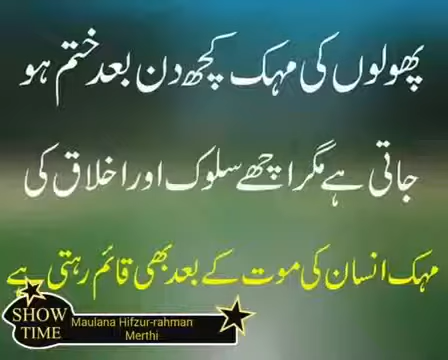 پھولوں کی مہک کچھ دن بعد ختم ہو
جاتی ہے مگر اچھے سلوک اور اخلاق کی
مہک انسان کی موت کے بعد بھی قائم رہتی ہے
SHOW
TIME
Maulana Hifzur-rahman
Merthi